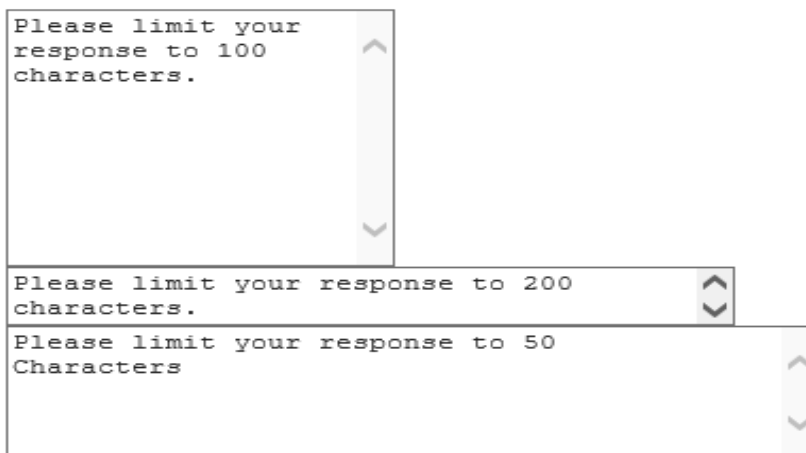 Please limit your
response to 100
characters.
Please limit your response to 200
characters.
Please limit your response to 50
Characters